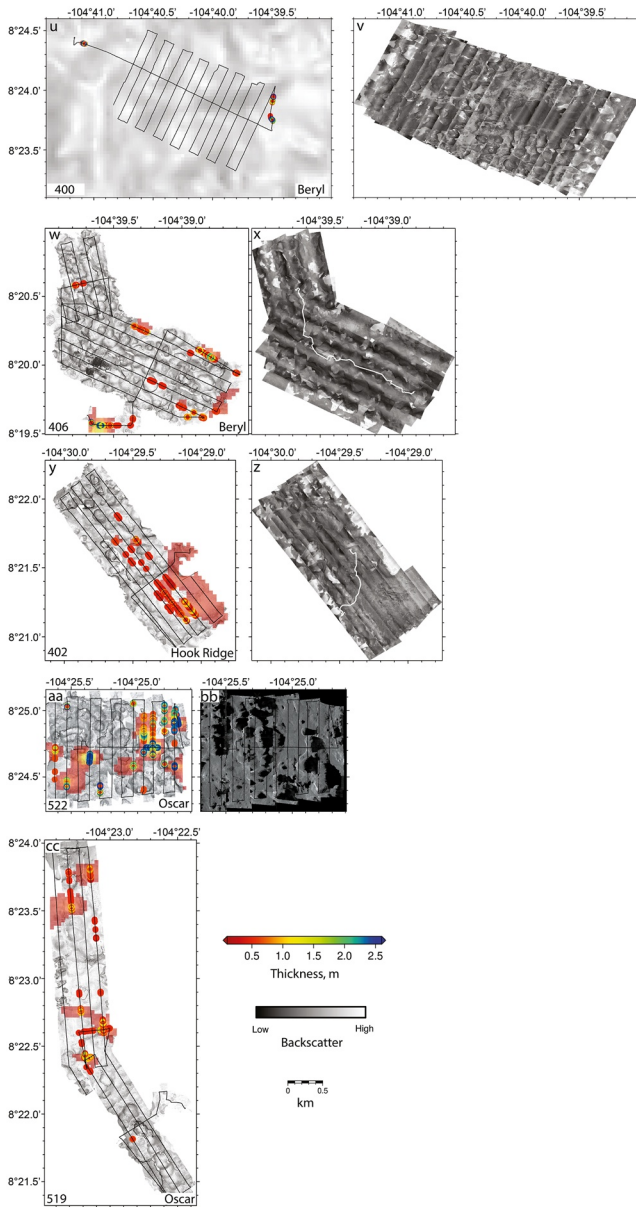 u
-104°41.0' -104°40.5' -104°40.0' -104°39.5'
8°24.5'
8°24.0'
8°23.5'
400
Beryl
v
-104°41.0' -104°40.5' -104°40.0' -104°39.5'
w
-104°39.5' -104°39.0'
8°20.5'
8°20.0'
8°19.5'
406
Beryl
x
-104°39.5' -104°39.0'
y
-104°30.0' -104°29.5' -104°29.0'
8°22.0'
8°21.5'
8°21.0'
402
Hook Ridge
z
-104°30.0' -104°29.5' -104°29.0'
aa
-104°25.5' -104°25.0'
8°25.0'
8°24.5'
522
Oscar
bb
-104°25.5' -104°25.0'
cc
-104°23.0' -104°22.5'
8°24.0'
8°23.5'
8°23.0'
8°22.5'
8°22.0'
8°21.5'
519
Oscar
0.5 1.0 1.5 2.0 2.5
Thickness, m
Low High
Backscatter
0 0.5
km